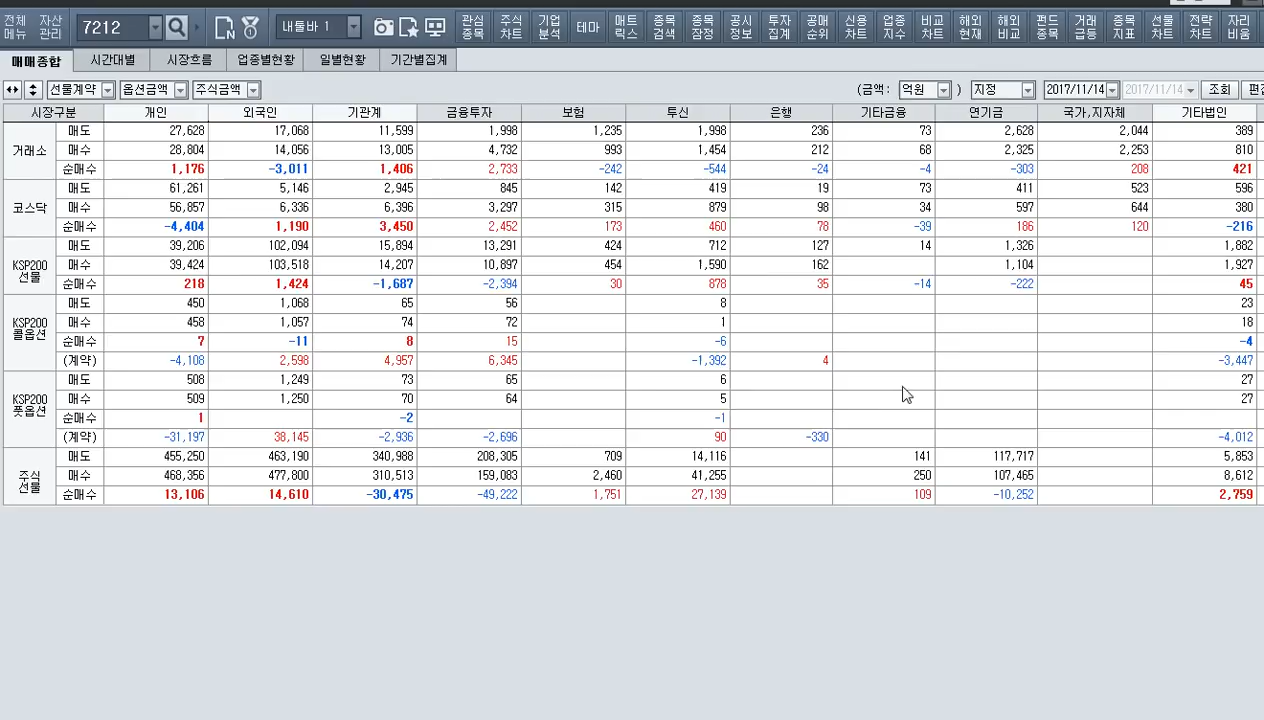 전체 자산 7212 내툴바 1 관심 주식 기업 테마 매트 종목 종목 공시 투자 공매 신용 업종 비교 해외 해외 펀드 거래 종목 선물 전략 자리
메뉴 관리 종목 차트 분석 릭스 검색 잠정 정보 집계 순위 차트 지수 차트 현재 비교 종목 급등 지표 차트 차트 비움
매매종합 시간대별 시장흐름 업종별현황 일별현황 기간별집계
선물계약 옵션금액 주식금액 (금액: 억원 ) 지정 2017/11/14 2017/11/14 조회
시장구분 개인 외국인 기관계 금융투자 보험 투신 은행 기타금융 연기금 국가,지자체 기타법인
거래소
매도 27,628 17,068 11,599 1,998 1,235 1,998 236 73 2,628 2,044 389
매수 28,804 14,056 13,005 4,732 993 1,454 212 68 2,325 2,253 810
순매수 1,176 -3,011 1,406 2,733 -242 -544 -24 -4 -303 208 421
코스닥
매도 61,261 5,146 2,945 845 142 419 19 73 411 523 596
매수 56,857 6,336 6,396 3,297 315 879 98 34 597 644 380
순매수 -4,404 1,190 3,450 2,452 173 460 78 -39 186 120 -216
KSP200
선물
매도 39,206 102,094 15,894 13,291 424 712 127 14 1,326 1,882
매수 39,424 103,518 14,207 10,897 454 1,590 162 1,104 1,927
순매수 218 1,424 -1,687 -2,394 30 878 35 -14 -222 45
KSP200
콜옵션
매도 450 1,068 65 56 8 23
매수 458 1,057 74 72 1 18
순매수 7 -11 8 15 -6 -4
(계약) -4,108 2,598 4,957 6,345 -1,392 4 -3,447
KSP200
풋옵션
매도 508 1,249 73 65 6 27
매수 509 1,250 70 64 5 27
순매수 1 -2 -1
(계약) -31,197 38,145 -2,936 -2,696 90 -330 -4,012
주식
선물
매도 455,250 463,190 340,988 208,305 709 14,116 141 117,717 5,853
매수 468,356 477,800 310,513 159,083 2,460 41,255 250 107,465 8,612
순매수 13,106 14,610 -30,475 -49,222 1,751 27,139 109 -10,252 2,759